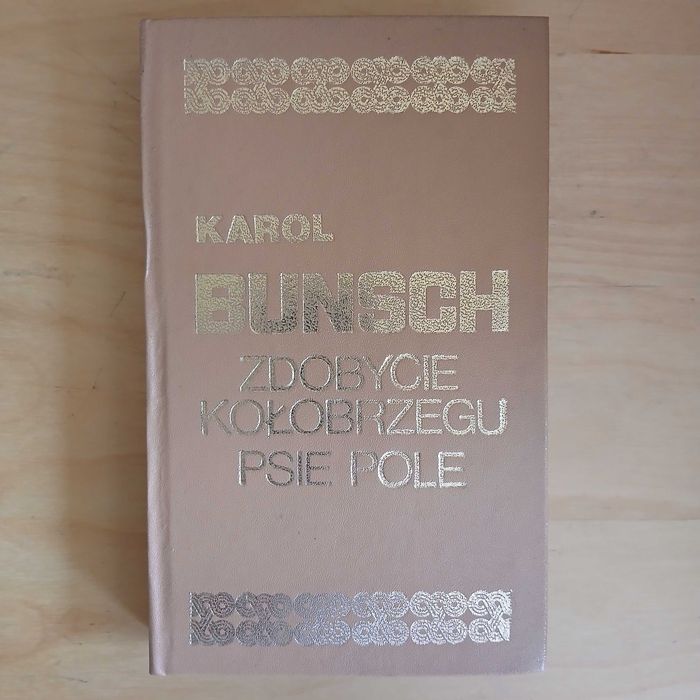 KAROL
BUNSCH
ZDOBYCIE
KOŁOBRZEGU
PSIE POLE